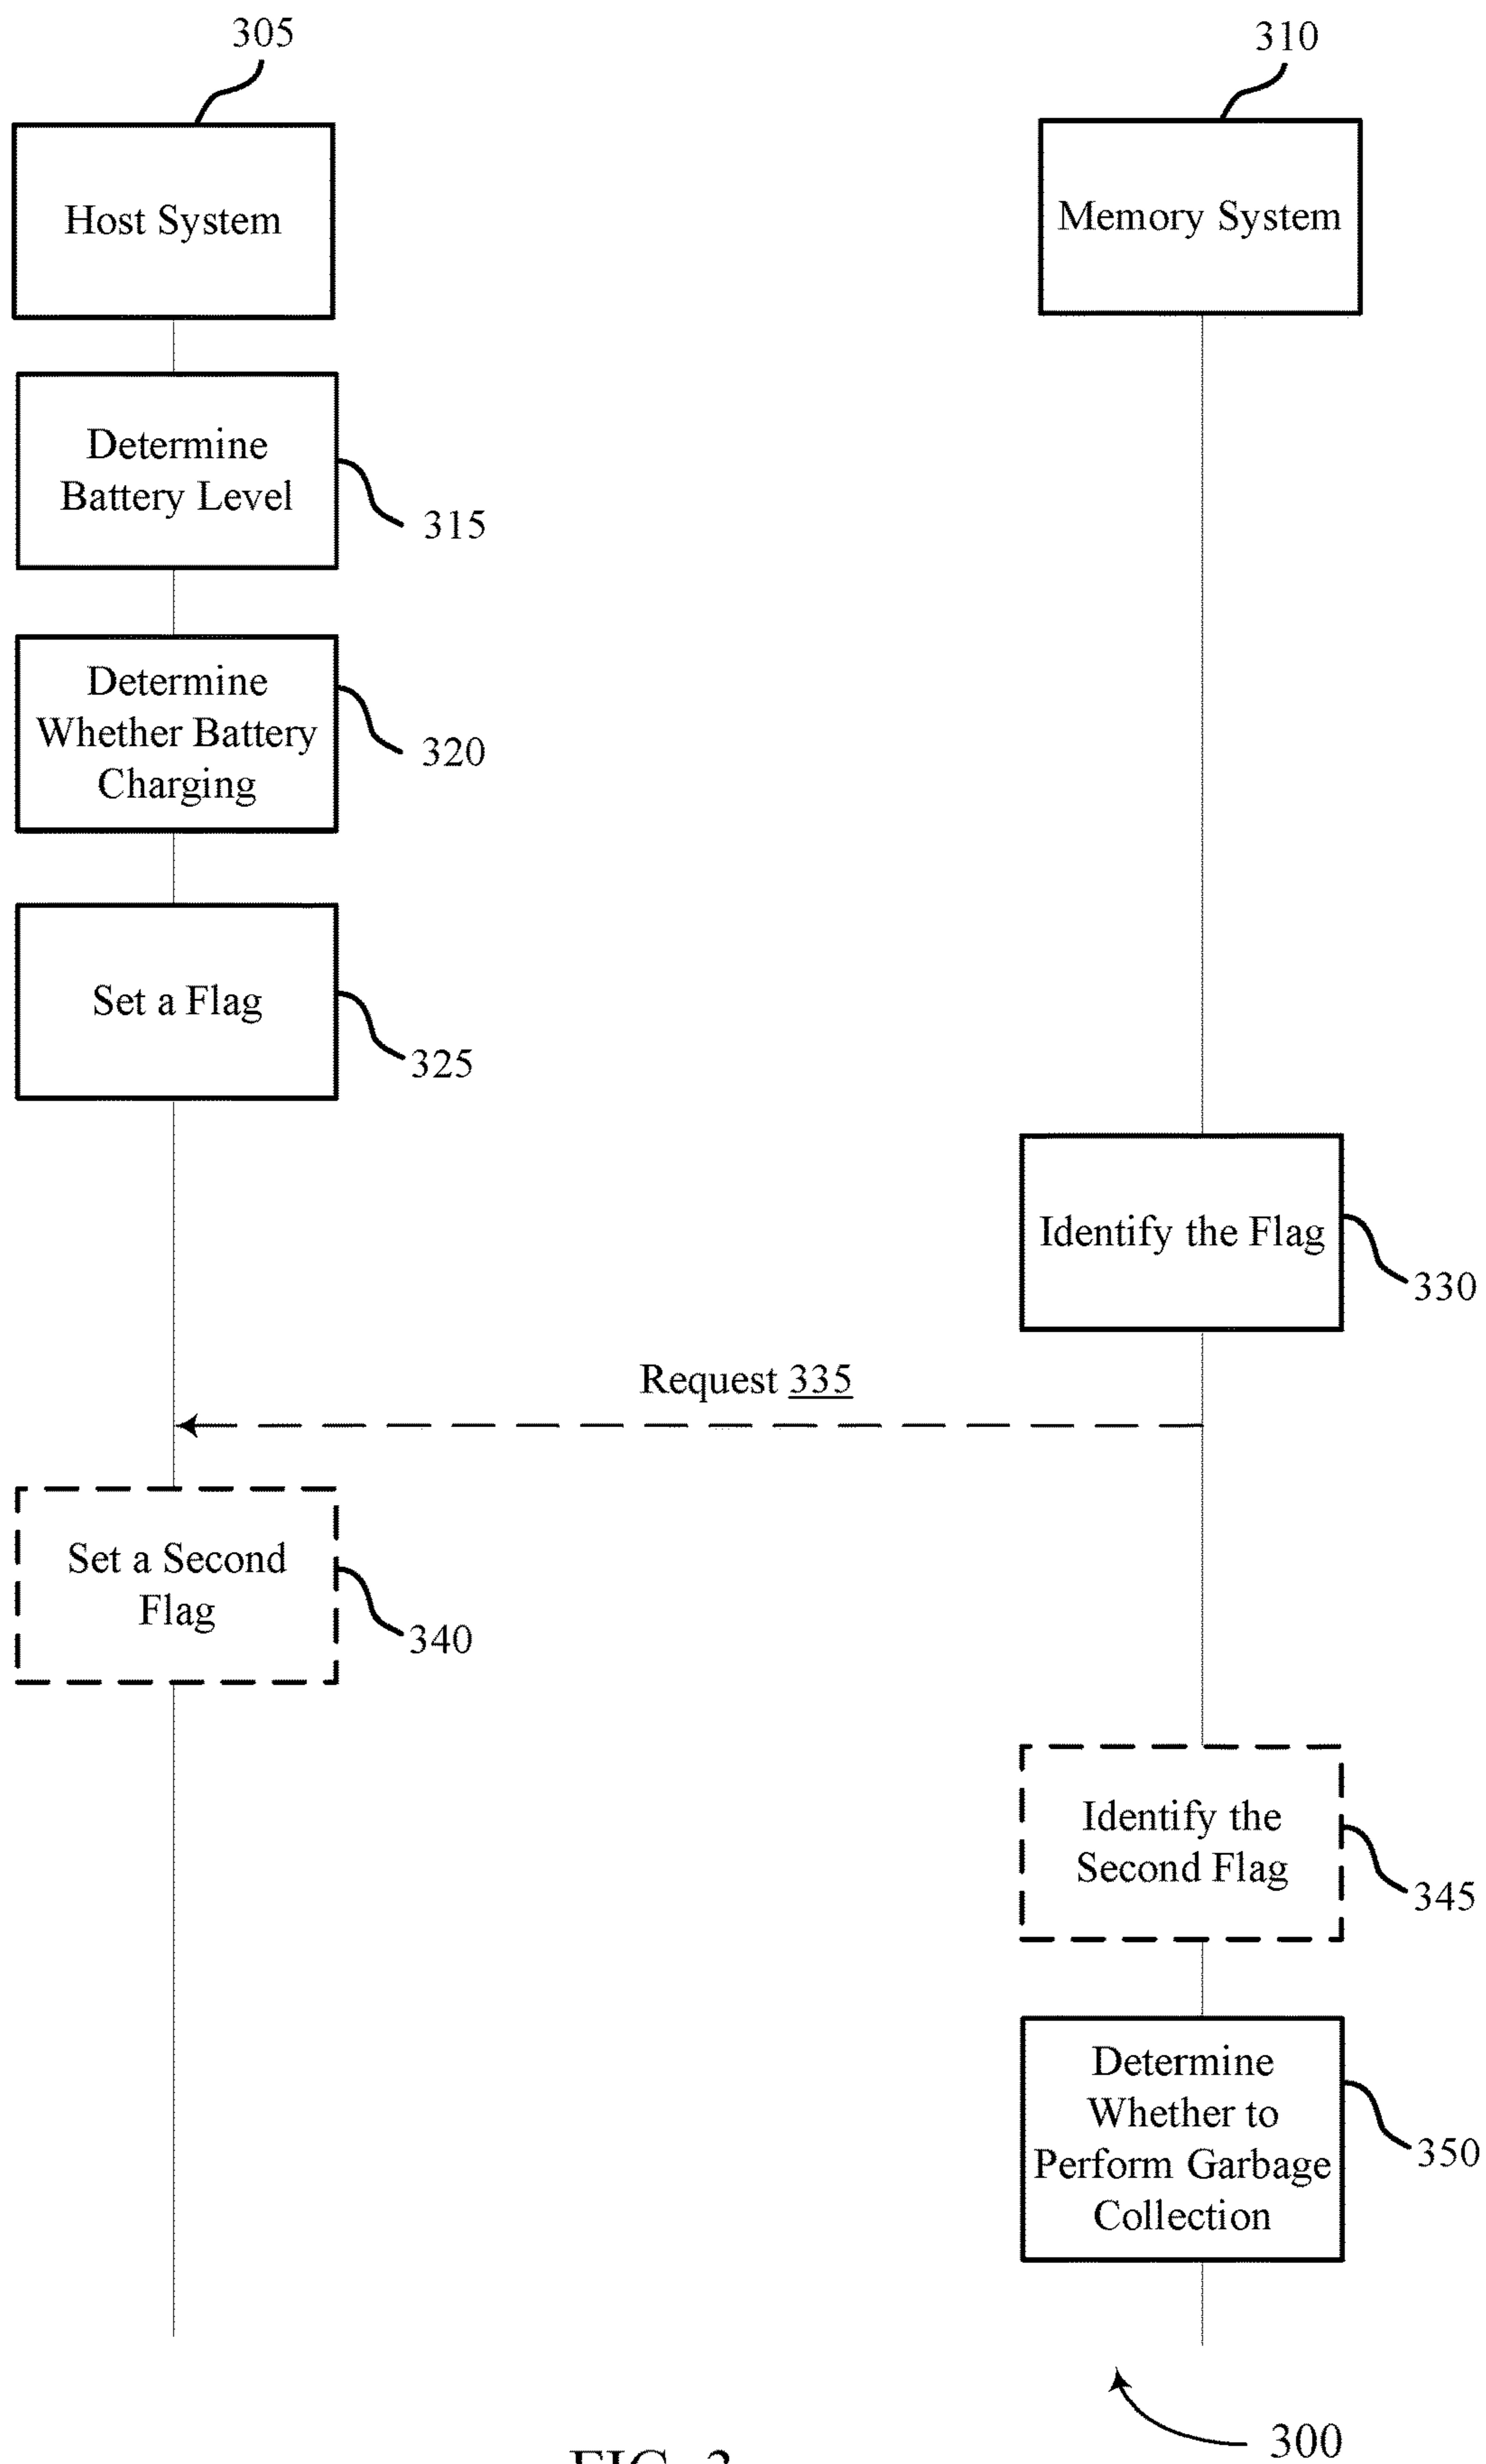 305
310
Host System
Memory System
Determine
Battery Level
315
Determine
Whether Battery
Charging
320
Set a Flag
325
Identify the Flag
330
Request 335
Set a Second
Flag
340
Identify the
Second Flag
345
Determine
Whether to
Perform Garbage
Collection
350
300
FIG. 3